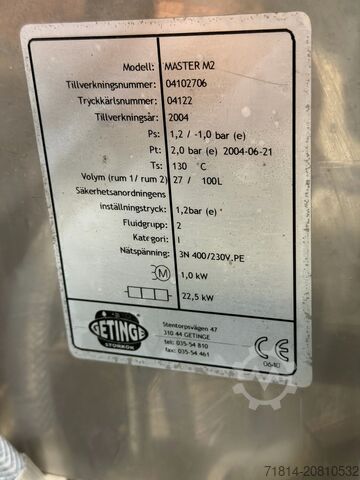 Modell: MASTER M2
Tillverkningsnummer: 04102706
Tryckkärlsnummer: 04122
Tillverkningsår: 2004
Ps: 1,2 / -1,0 bar (e)
Pt: 2,0 bar (e) 2004-06-21
Ts: 130 °C
Volym (rum 1/ rum 2) 27 / 100L
Säkerhetsanordningens
inställningstryck: 1,2bar (e)
Fluidgrupp: 2
Kategori: I
Nätspänning: 3N 400/230V.PE
M 1,0 kW
22,5 kW
GETINGE
STORKÖK
Stentorpsvägen 47
310 44 GETINGE
tel: 035-54 810
fax: 035-54 461
CE
0640
71814-20810532